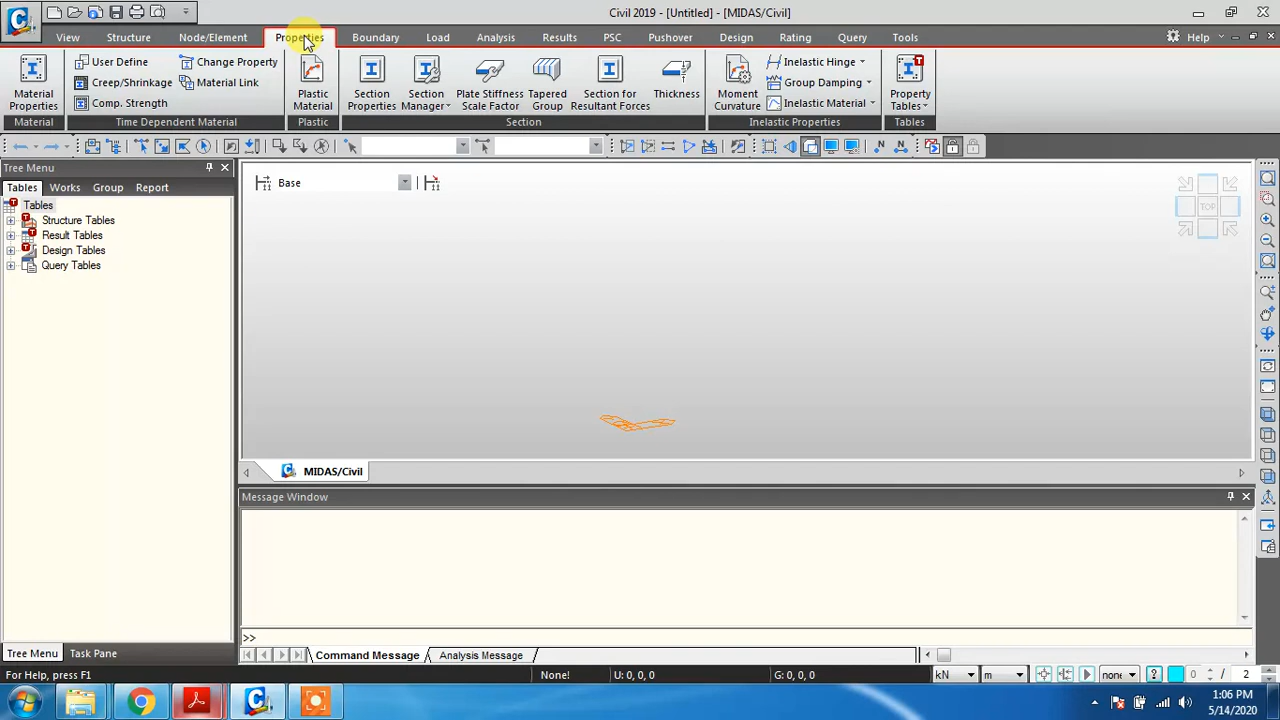 Civil 2019 - [Untitled] - [MIDAS/Civil]
View Structure Node/Element Properties Boundary Load Analysis Results PSC Pushover Design Rating Query Tools Help
Material Properties
Material
User Define
Creep/Shrinkage
Comp. Strength
Change Property
Material Link
Time Dependent Material
Plastic Material
Plastic
Section Properties
Section Manager
Plate Stiffness Scale Factor
Tapered Group
Section for Resultant Forces
Thickness
Section
Moment Curvature
Inelastic Hinge
Group Damping
Inelastic Material
Inelastic Properties
Property Tables
Tables
Tree Menu
Tables Works Group Report
Tables
Structure Tables
Result Tables
Design Tables
Query Tables
Base
TOP
MIDAS/Civil
Message Window
>>
Tree Menu Task Pane
Command Message Analysis Message
For Help, press F1
None!
U: 0, 0, 0
G: 0, 0, 0
kN
m
none
0 / 2
1:06 PM
5/14/2020